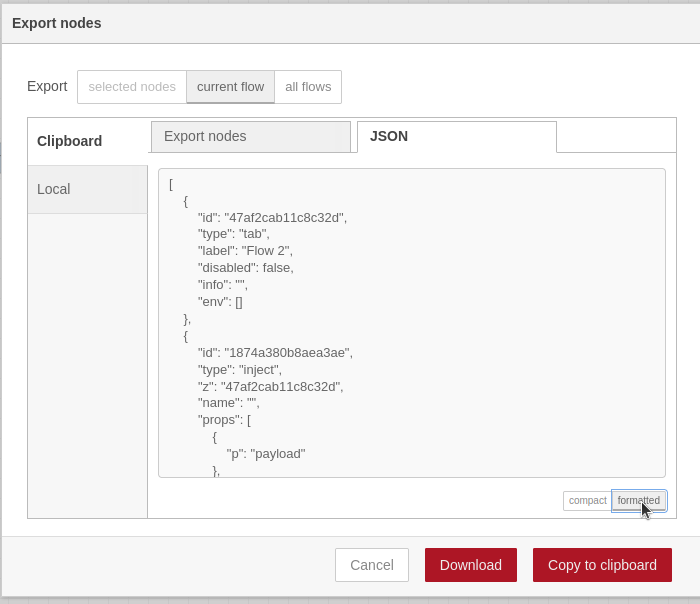 Export nodes
Export selected nodes current flow all flows
Clipboard
Local
Export nodes JSON
[
{
"id": "47af2cab11c8c32d",
"type": "tab",
"label": "Flow 2",
"disabled": false,
"info": "",
"env": []
},
{
"id": "1874a380b8aea3ae",
"type": "inject",
"z": "47af2cab11c8c32d",
"name": "",
"props": [
{
"p": "payload"
},
compact formatted
Cancel Download Copy to clipboard